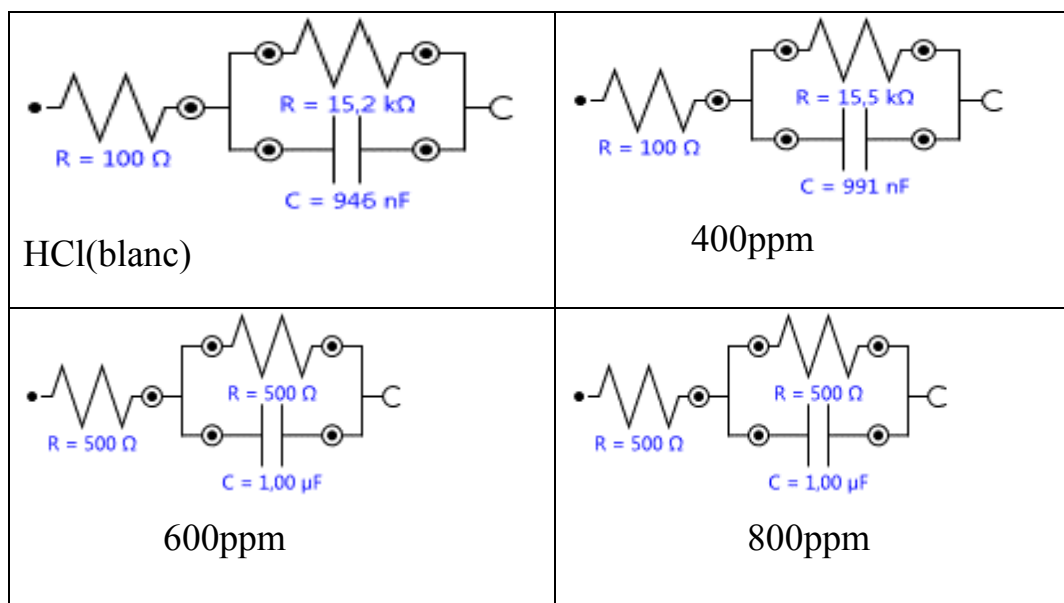 R = 15,2 kΩ
R = 100 Ω
C = 946 nF
HCl(blanc)
R = 15,5 kΩ
R = 100 Ω
C = 991 nF
400ppm
R = 500 Ω
R = 500 Ω
C = 1,00 µF
600ppm
R = 500 Ω
R = 500 Ω
C = 1,00 µF
800ppm